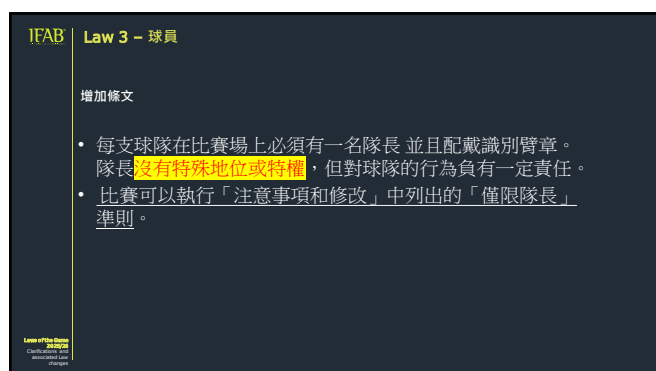 IFAB
Law 3 – 球員
增加條文
• 每支球隊在比賽場上必須有一名隊長 並且配戴識別臂章。
隊長沒有特殊地位或特權，但對球隊的行為負有一定責任。
• 比賽可以執行「注意事項和修改」中列出的「僅限隊長」
準則。
Laws of the Game
2025/26
Clarifications and
associated Law
changes